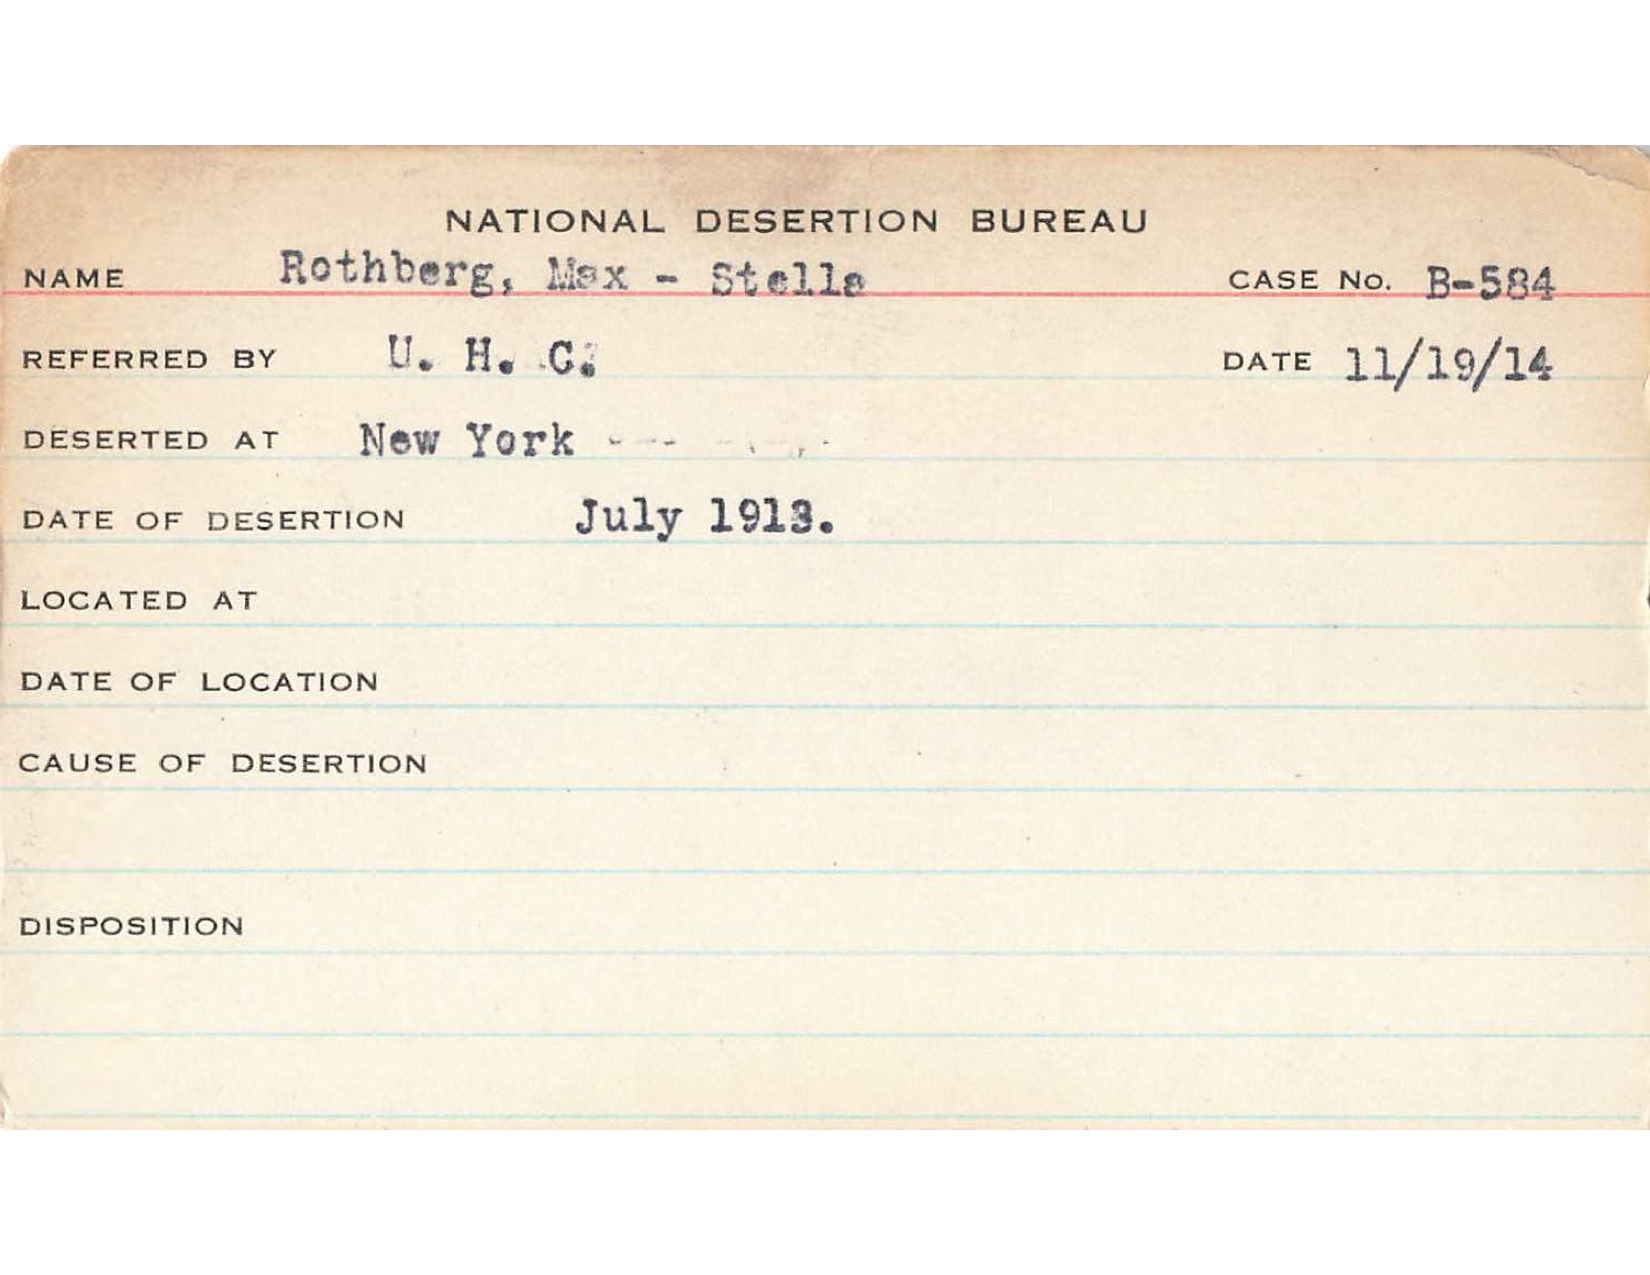 NATIONAL DESERTION BUREAU
NAME Rothberg, Max - Stella CASE No. B-584
REFERRED BY U. H. C. DATE 11/19/14
DESERTED AT New York
DATE OF DESERTION July 1913.
LOCATED AT
DATE OF LOCATION
CAUSE OF DESERTION
DISPOSITION